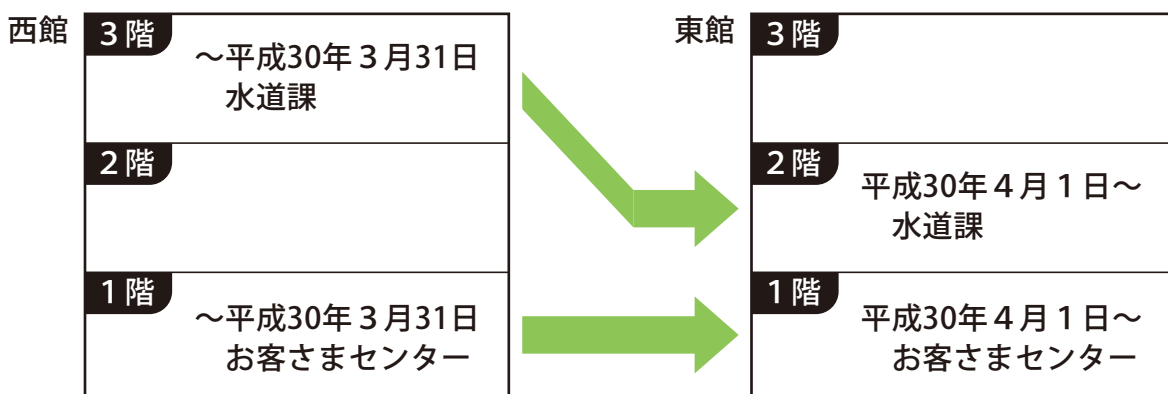 西館
3階
～平成30年３月31日
水道課
2階
1階
～平成30年３月31日
お客さまセンター
東館
3階
2階
平成30年４月１日～
水道課
1階
平成30年４月１日～
お客さまセンター